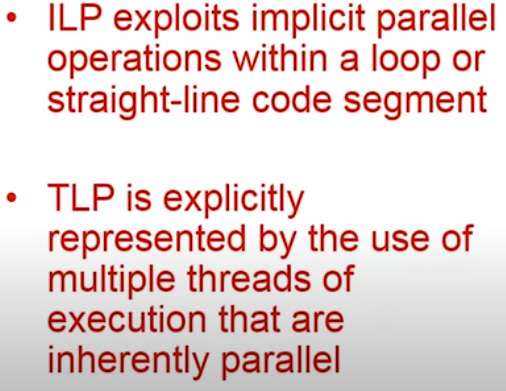 • ILP exploits implicit parallel
operations within a loop or
straight-line code segment
• TLP is explicitly
represented by the use of
multiple threads of
execution that are
inherently parallel